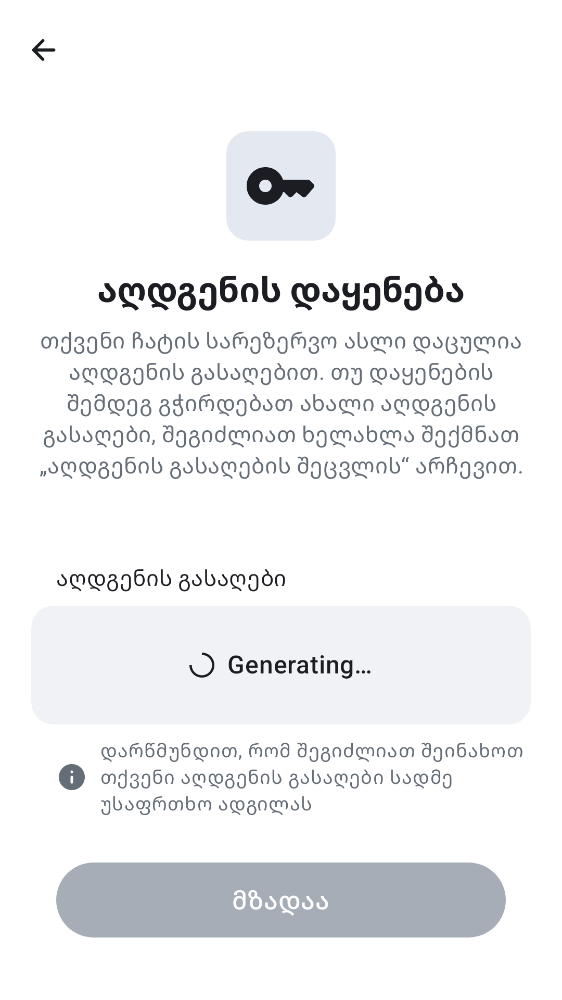 აღდგენის დაყენება
თქვენი ჩატის სარეზერვო ასლი დაცულია
აღდგენის გასაღებით. თუ დაყენების
შემდეგ გჭირდებათ ახალი აღდგენის
გასაღები, შეგიძლიათ ხელახლა შექმნათ
„აღდგენის გასაღების შეცვლის“ არჩევით.
აღდგენის გასაღები
Generating…
დარწმუნდით, რომ შეგიძლიათ შეინახოთ
თქვენი აღდგენის გასაღები სადმე
უსაფრთხო ადგილას
მზადაა